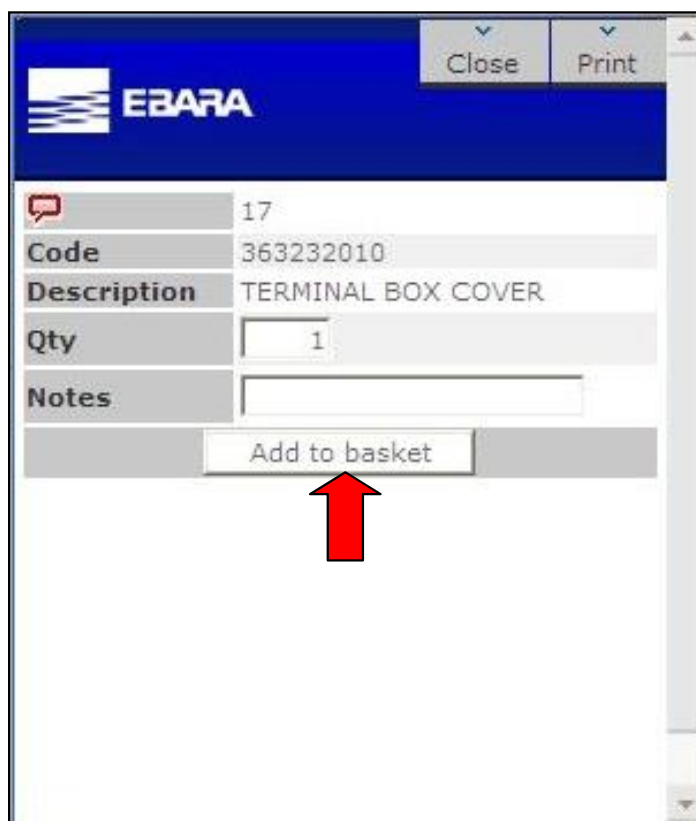 Close Print
EBARA
17
Code 363232010
Description TERMINAL BOX COVER
Qty 1
Notes
Add to basket